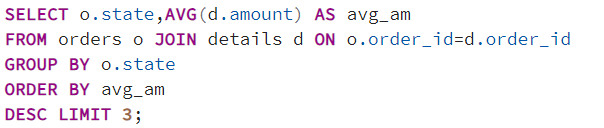 SELECT o.state,AVG(d.amount) AS avg_am
FROM orders o JOIN details d ON o.order_id=d.order_id
GROUP BY o.state
ORDER BY avg_am
DESC LIMIT 3;